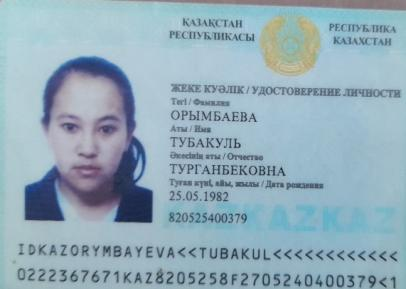 ҚАЗАҚСТАН
РЕСПУБЛИКАСЫ
РЕСПУБЛИКА
КАЗАХСТАН
ЖЕКЕ КУӘЛІК / УДОСТОВЕРЕНИЕ ЛИЧНОСТИ
Тегі / Фамилия
ОРЫМБАЕВА
Аты / Имя
ТУБАКУЛЬ
Әкесінің аты / Отчество
ТУРГАНБЕКОВНА
Туған күні, айы, жылы / Дата рождения
25.05.1982
820525400379
KAZKAZ
IDKAZORYMBAYEVA<<TUBAKUL<<<<<<<<<<<<
0222367671KAZ8205258F2705240400379<1